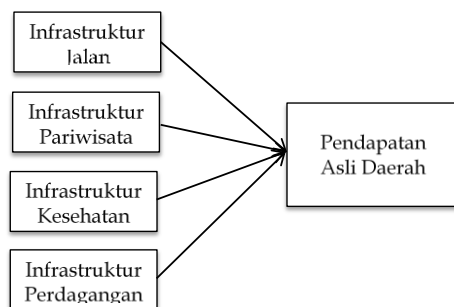 Infrastruktur
Jalan
Infrastruktur
Pariwisata
Infrastruktur
Kesehatan
Infrastruktur
Perdagangan
Pendapatan
Asli Daerah